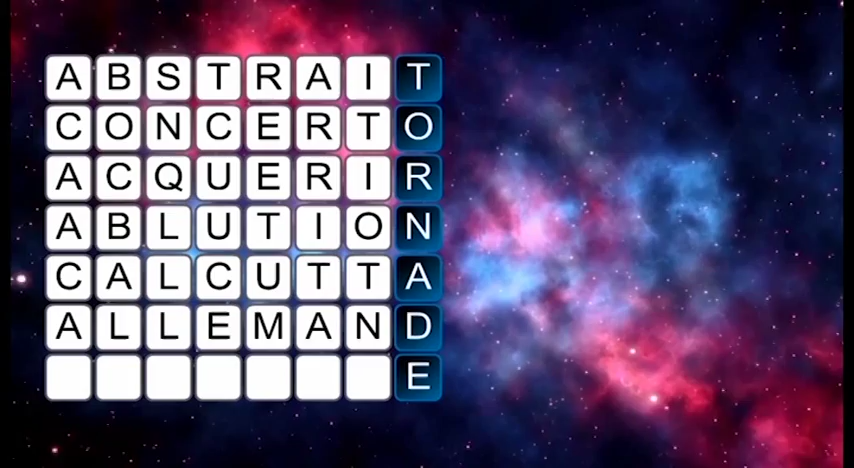 ABSTRAIT
CONCERTO
ACQUERIR
ABLUTION
CALCUTTA
ALLEMAND
E